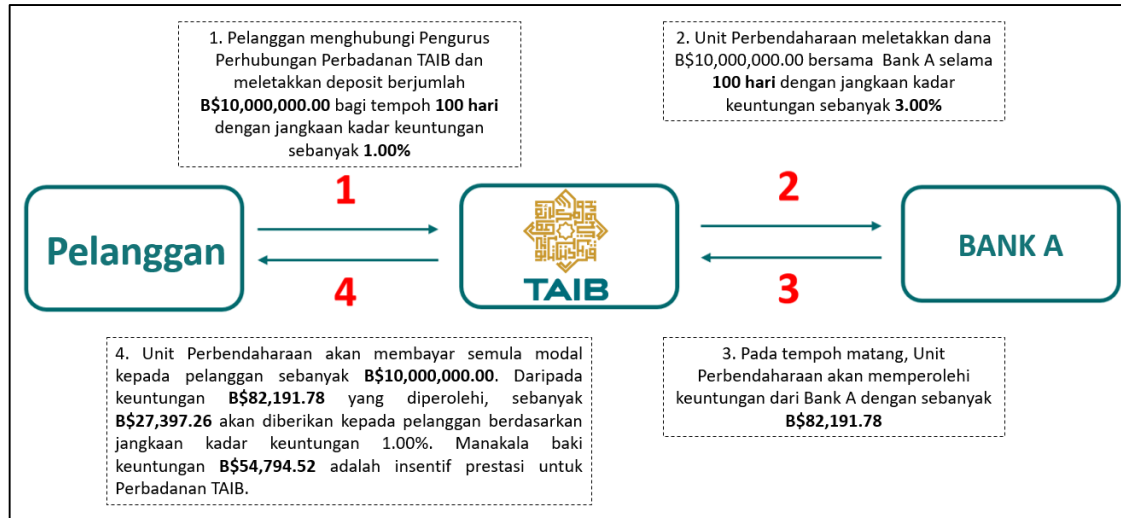 1. Pelanggan menghubungi Pengurus
Perhubungan Perbadanan TAIB dan
meletakkan deposit berjumlah
B$10,000,000.00 bagi tempoh 100 hari
dengan jangkaan kadar keuntungan
sebanyak 1.00%
2. Unit Perbendaharaan meletakkan dana
B$10,000,000.00 bersama Bank A selama
100 hari dengan jangkaan kadar
keuntungan sebanyak 3.00%
1
2
Pelanggan
TAIB
BANK A
4
3
4. Unit Perbendaharaan akan membayar semula modal
kepada pelanggan sebanyak B$10,000,000.00. Daripada
keuntungan B$82,191.78 yang diperolehi, sebanyak
B$27,397.26 akan diberikan kepada pelanggan berdasarkan
jangkaan kadar keuntungan 1.00%. Manakala baki
keuntungan B$54,794.52 adalah insentif prestasi untuk
Perbadanan TAIB.
3. Pada tempoh matang, Unit
Perbendaharaan akan memperolehi
keuntungan dari Bank A dengan sebanyak
B$82,191.78